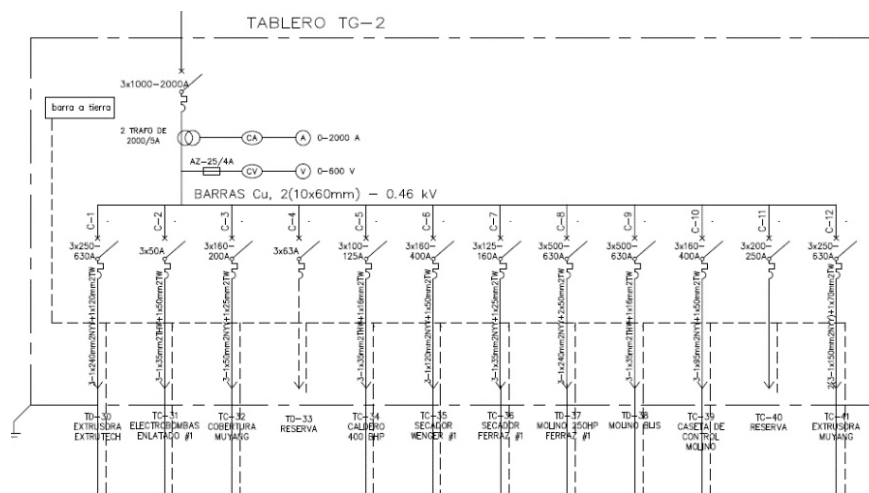 TABLERO TG-2
3x1000-2000A
barra a tierra
2 TRAFO DE
2000/5A
CA
A
0-2000 A
AZ-25/4A
CV
V
0-600 V
BARRAS Cu, 2(10x60mm) - 0.46 kV
C-1
C-2
C-3
C-4
C-5
C-6
C-7
C-8
C-9
C-10
C-11
C-12
3x250-
630A
3x50A
3x160-
200A
3x63A
3x100-
125A
3x160-
400A
3x125-
160A
3x500-
630A
3x500-
630A
3x160-
400A
3x200-
250A
3x250-
630A
3-1x240mm2NYY+1x120mm2TW
3-1x35mm2THW+1x50mm2TW
3-1x50mm2NYY+1x25mm2TW
3-1x35mm2THW+1x16mm2TW
3-1x120mm2NYY+1x50mm2TW
3-1x35mm2NYY+1x25mm2TW
3-1x240mm2NYY+2x50mm2TW
3-1x35mm2THW+1x16mm2TW
3-1x95mm2NYY+1x50mm2TW
2(3-1x150mm2NYY)+1x70mm2TW
TD-30
EXTRUSORA
EXTRUTECH
TC-31
ELECTROBOMBAS
ENLATADO #1
TC-32
COBERTURA
MUYANG
TD-33
RESERVA
TC-34
CALDERO
400 BHP
TC-35
SECADOR
WENGER #1
TC-36
SECADOR
FERRAZ #1
TD-37
MOLINO 250HP
FERRAZ #1
TD-38
MOLINO BLIS
TC-39
CASETA DE
CONTROL
MOLINO
TC-40
RESERVA
TC-41
EXTRUSORA
MUYANG